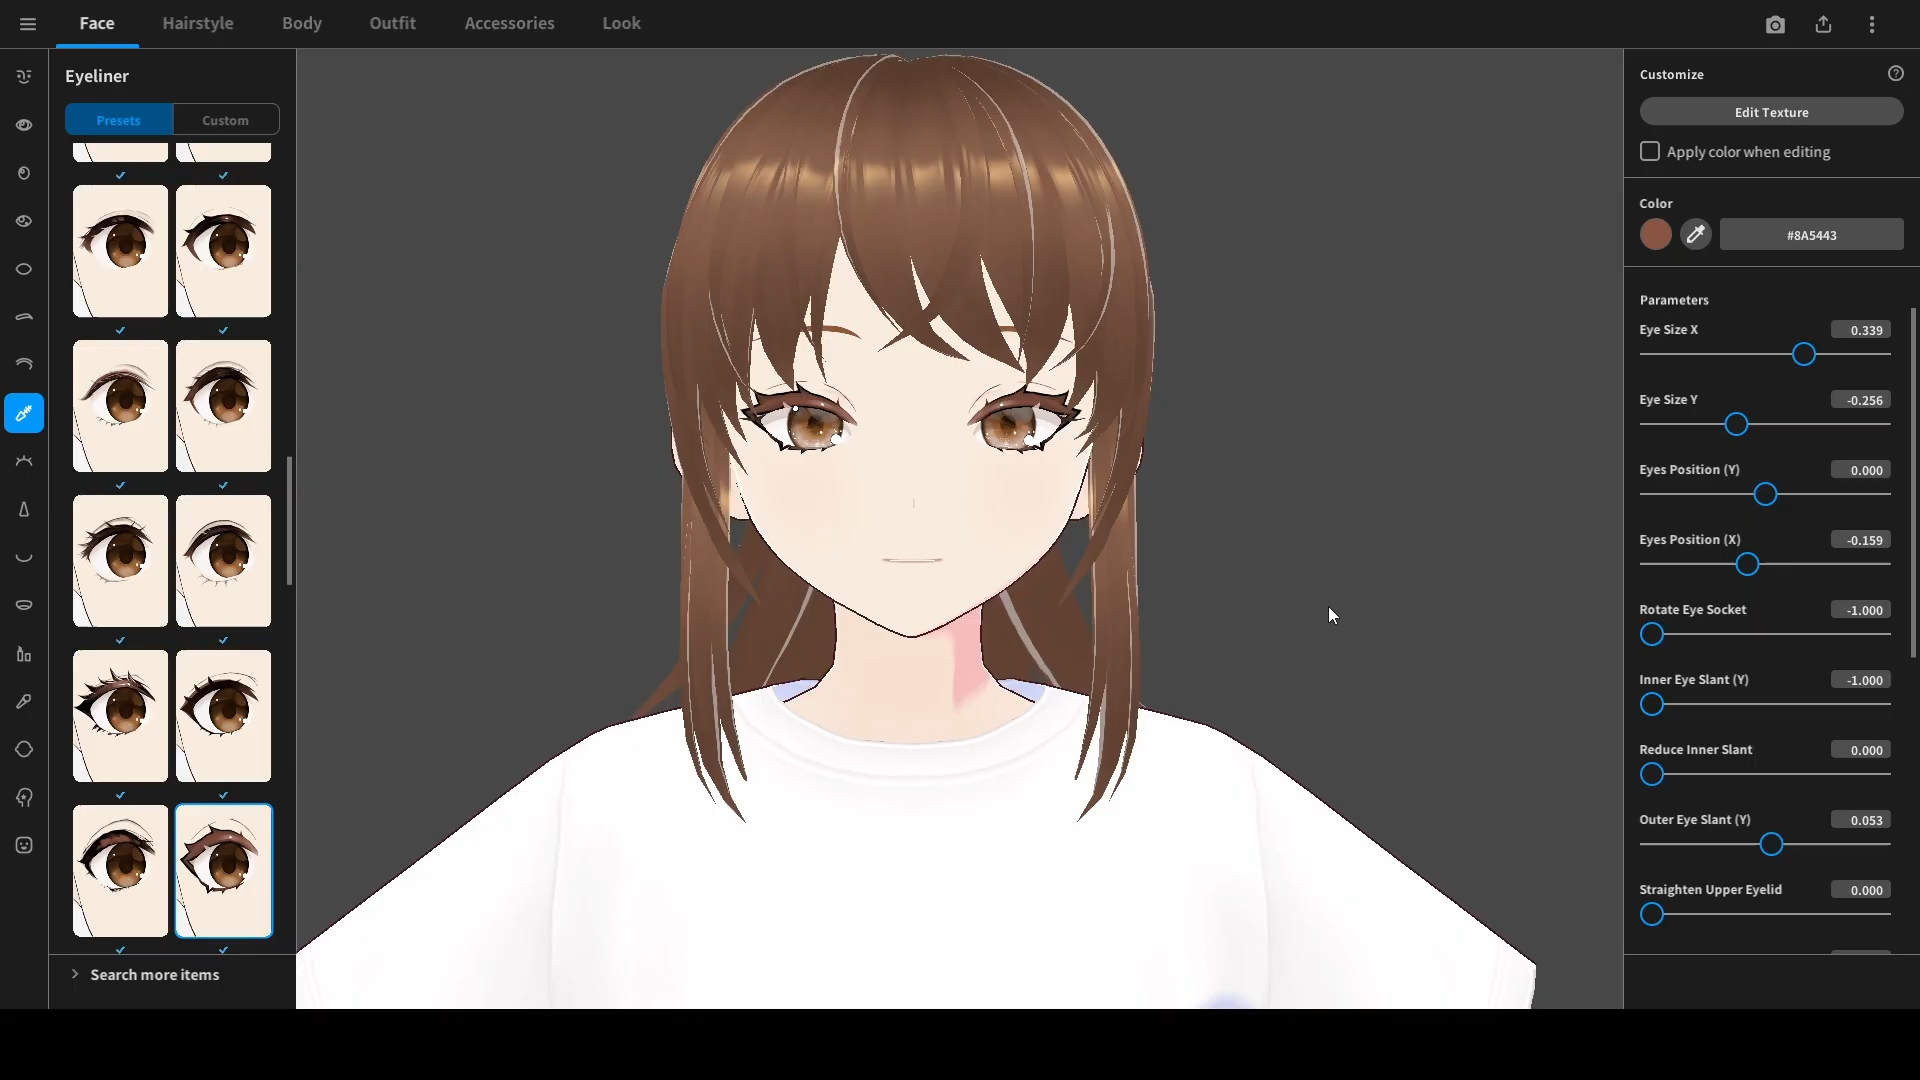 Face Hairstyle Body Outfit Accessories Look
Eyeliner
Presets Custom
Search more items
Customize
Edit Texture
Apply color when editing
Color
#8A5443
Parameters
Eye Size X 0.339
Eye Size Y -0.256
Eyes Position (Y) 0.000
Eyes Position (X) -0.159
Rotate Eye Socket -1.000
Inner Eye Slant (Y) -1.000
Reduce Inner Slant 0.000
Outer Eye Slant (Y) 0.053
Straighten Upper Eyelid 0.000